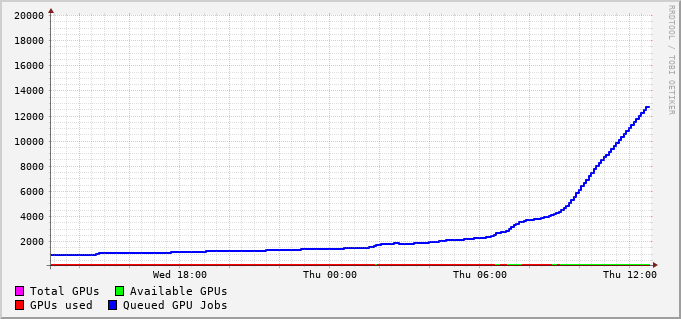 20000
18000
16000
14000
12000
10000
8000
6000
4000
2000
Wed 18:00 Thu 00:00 Thu 06:00 Thu 12:00
Total GPUs Available GPUs
GPUs used Queued GPU Jobs
RRDTOOL / TOBI OETIKER